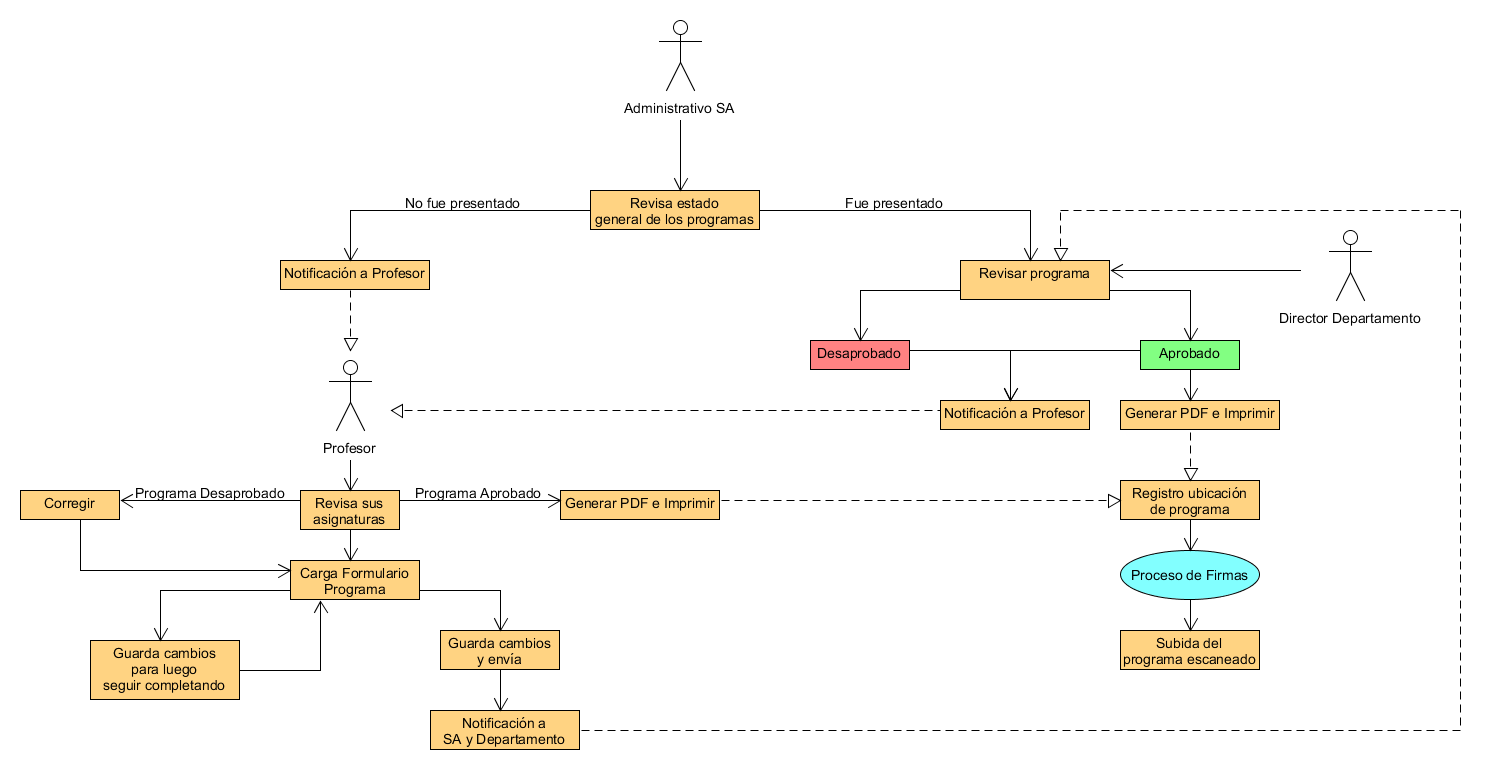 Administrativo SA
No fue presentado
Revisa estado
general de los programas
Fue presentado
Notificación a Profesor
Revisar programa
Director Departamento
Desaprobado
Aprobado
Notificación a Profesor
Generar PDF e Imprimir
Profesor
Corregir
Programa Desaprobado
Revisa sus
asignaturas
Programa Aprobado
Generar PDF e Imprimir
Registro ubicación
de programa
Carga Formulario
Programa
Proceso de Firmas
Guarda cambios
para luego
seguir completando
Guarda cambios
y envía
Subida del
programa escaneado
Notificación a
SA y Departamento